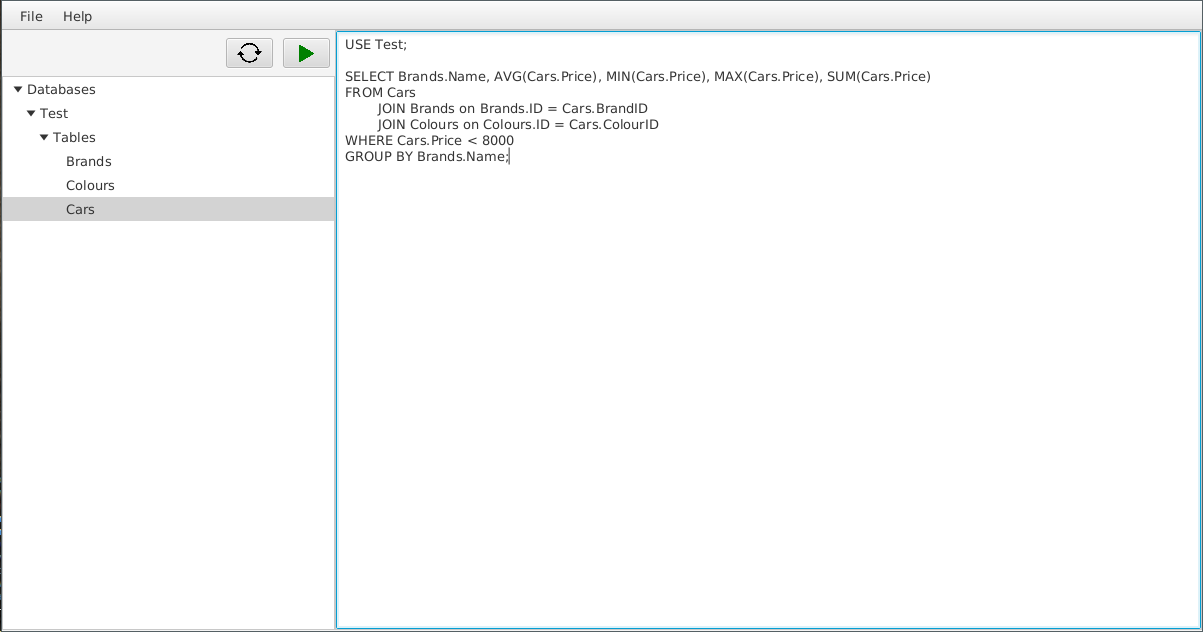 File Help
Databases
Test
Tables
Brands
Colours
Cars
USE Test;
SELECT Brands.Name, AVG(Cars.Price), MIN(Cars.Price), MAX(Cars.Price), SUM(Cars.Price)
FROM Cars
JOIN Brands on Brands.ID = Cars.BrandID
JOIN Colours on Colours.ID = Cars.ColourID
WHERE Cars.Price < 8000
GROUP BY Brands.Name;